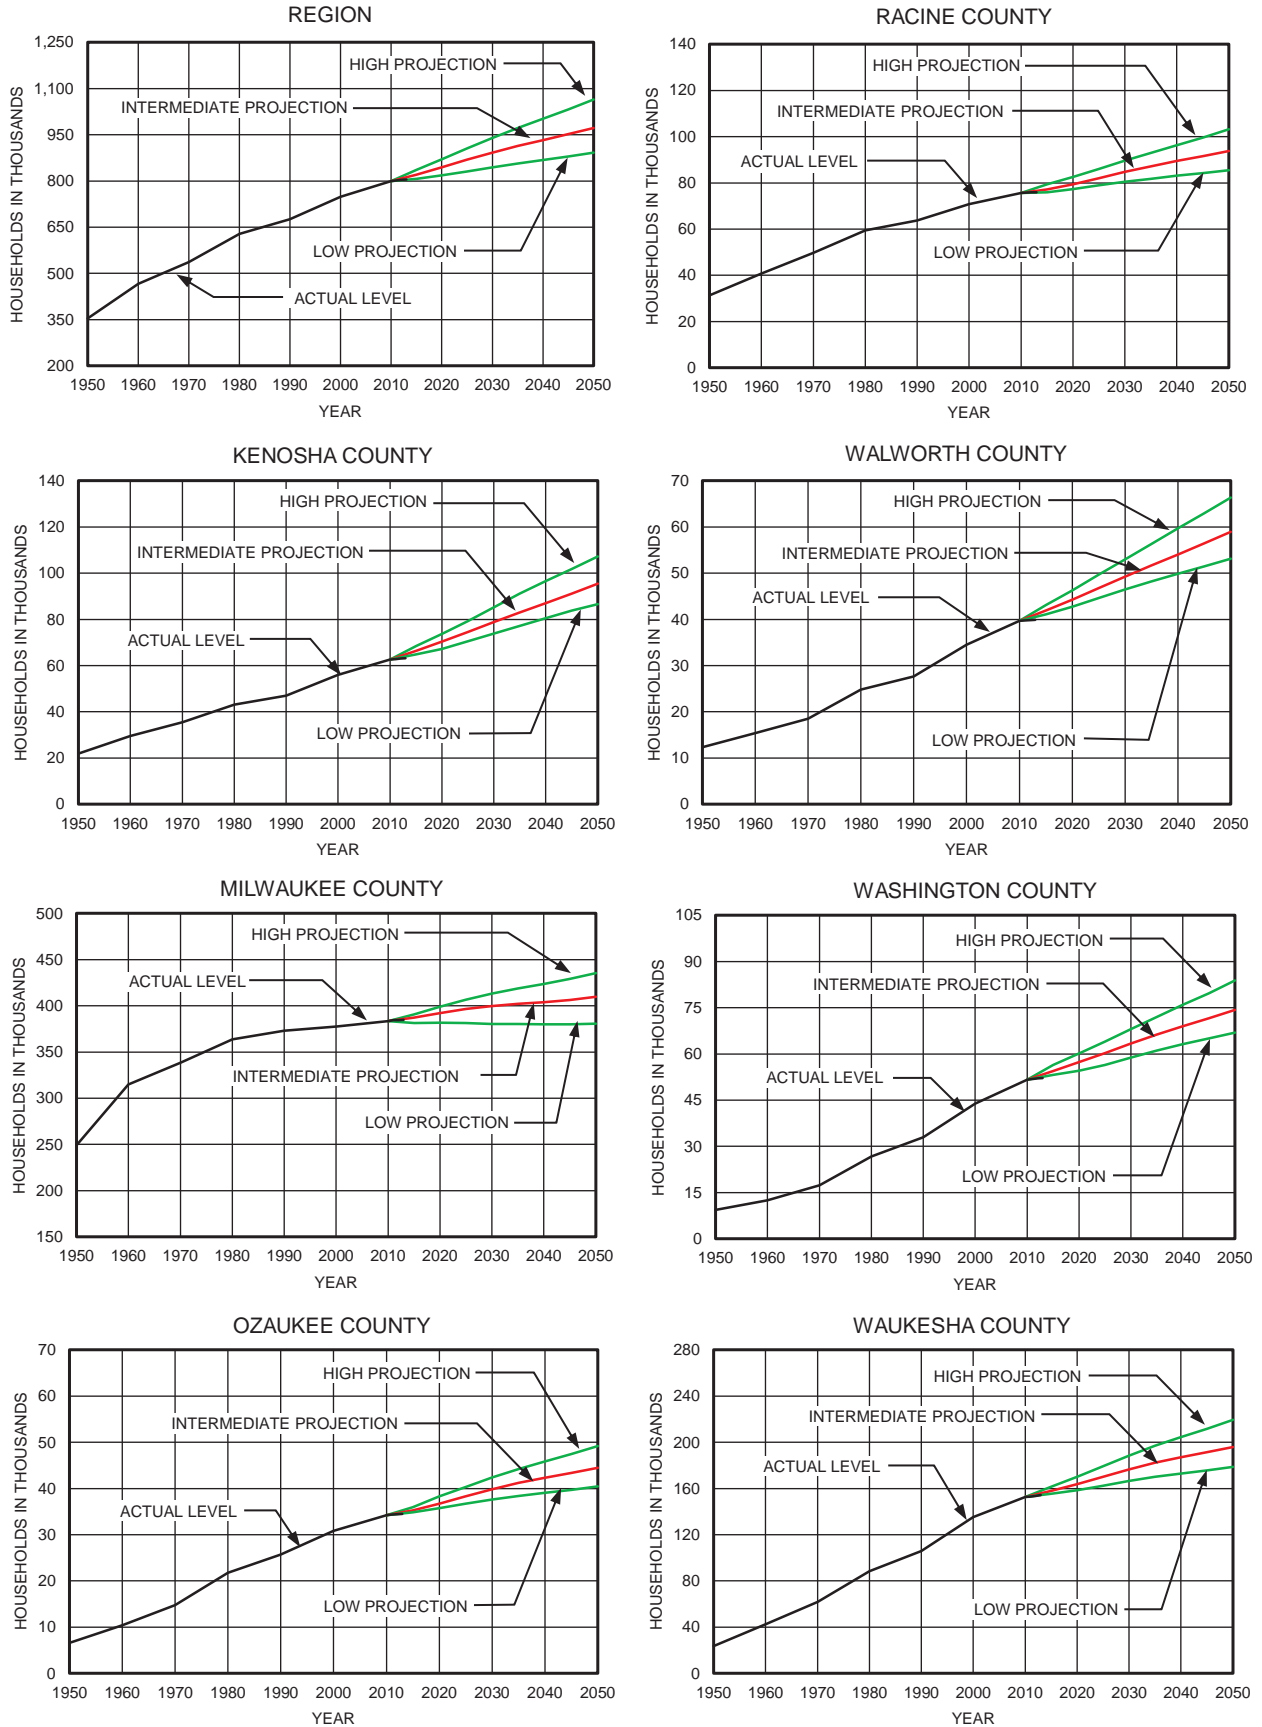 REGION
1,250
1,100
950
800
650
500
350
200
HOUSEHOLDS IN THOUSANDS
HIGH PROJECTION
INTERMEDIATE PROJECTION
LOW PROJECTION
ACTUAL LEVEL
1950 1960 1970 1980 1990 2000 2010 2020 2030 2040 2050
YEAR
RACINE COUNTY
140
120
100
80
60
40
20
0
HOUSEHOLDS IN THOUSANDS
HIGH PROJECTION
INTERMEDIATE PROJECTION
ACTUAL LEVEL
LOW PROJECTION
1950 1960 1970 1980 1990 2000 2010 2020 2030 2040 2050
YEAR
KENOSHA COUNTY
140
120
100
80
60
40
20
0
HOUSEHOLDS IN THOUSANDS
HIGH PROJECTION
INTERMEDIATE PROJECTION
ACTUAL LEVEL
LOW PROJECTION
1950 1960 1970 1980 1990 2000 2010 2020 2030 2040 2050
YEAR
WALWORTH COUNTY
70
60
50
40
30
20
10
0
HOUSEHOLDS IN THOUSANDS
HIGH PROJECTION
INTERMEDIATE PROJECTION
ACTUAL LEVEL
LOW PROJECTION
1950 1960 1970 1980 1990 2000 2010 2020 2030 2040 2050
YEAR
MILWAUKEE COUNTY
500
450
400
350
300
250
200
150
HOUSEHOLDS IN THOUSANDS
HIGH PROJECTION
ACTUAL LEVEL
INTERMEDIATE PROJECTION
LOW PROJECTION
1950 1960 1970 1980 1990 2000 2010 2020 2030 2040 2050
YEAR
WASHINGTON COUNTY
105
90
75
60
45
30
15
0
HOUSEHOLDS IN THOUSANDS
HIGH PROJECTION
INTERMEDIATE PROJECTION
ACTUAL LEVEL
LOW PROJECTION
1950 1960 1970 1980 1990 2000 2010 2020 2030 2040 2050
YEAR
OZAUKEE COUNTY
70
60
50
40
30
20
10
0
HOUSEHOLDS IN THOUSANDS
HIGH PROJECTION
INTERMEDIATE PROJECTION
ACTUAL LEVEL
LOW PROJECTION
1950 1960 1970 1980 1990 2000 2010 2020 2030 2040 2050
YEAR
WAUKESHA COUNTY
280
240
200
160
120
80
40
0
HOUSEHOLDS IN THOUSANDS
HIGH PROJECTION
INTERMEDIATE PROJECTION
ACTUAL LEVEL
LOW PROJECTION
1950 1960 1970 1980 1990 2000 2010 2020 2030 2040 2050
YEAR